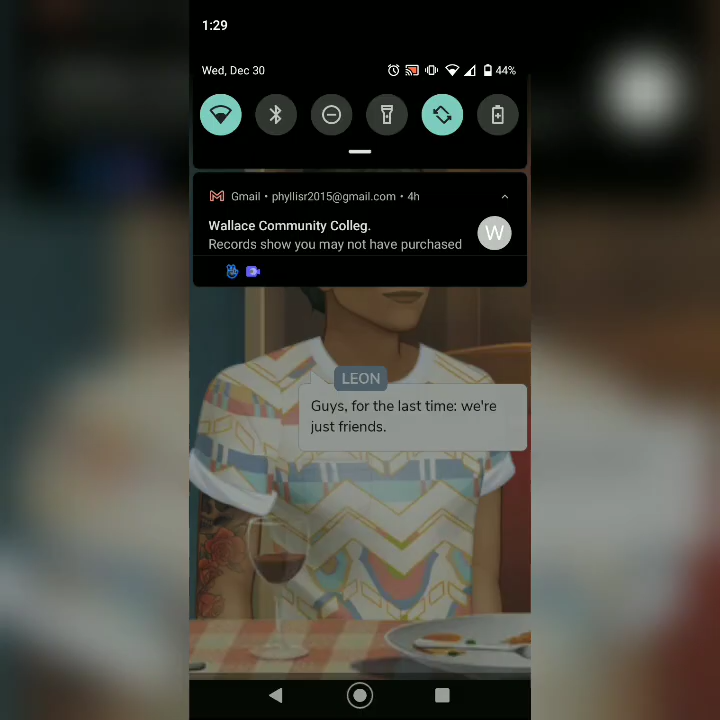 1:29
Wed, Dec 30
44%
Gmail • phyllisr2015@gmail.com • 4h
Wallace Community Colleg.
Records show you may not have purchased
W
LEON
Guys, for the last time: we're
just friends.